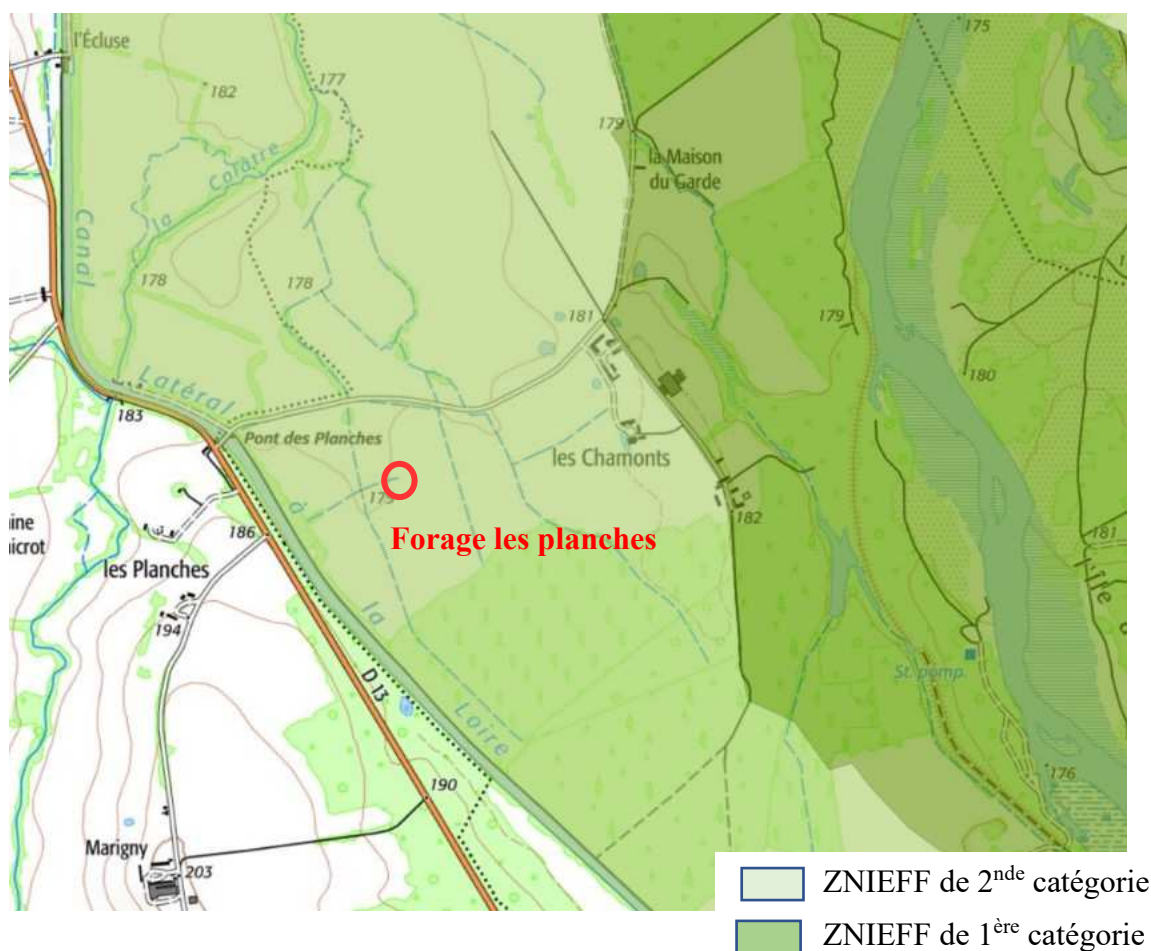 l'Écluse
175
177
182
179
la Maison
du Garde
la Colâtre
Canal
178
178
181
179
180
Latéral
183
Pont des Planches
à
les Chamonts
175
186
Forage les planches
182
181
l'Iff
les Planches
194
la
D 13
Loire
St. pomp.
176
190
Marigny
203
ZNIEFF de 2nde catégorie
ZNIEFF de 1ère catégorie